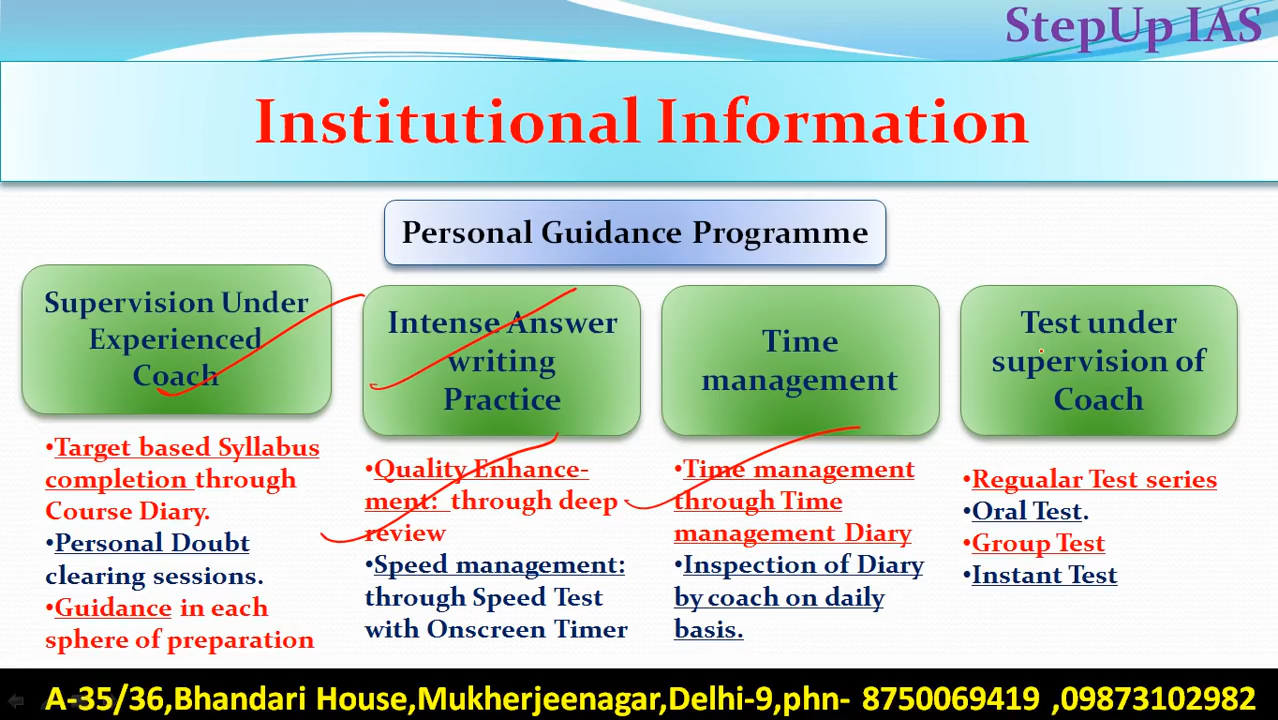 StepUp IAS
Institutional Information
Personal Guidance Programme
Supervision Under
Experienced
Coach
•Target based Syllabus
completion through
Course Diary.
•Personal Doubt
clearing sessions.
•Guidance in each
sphere of preparation
Intense Answer
writing
Practice
•Quality Enhance-
ment: through deep
review
•Speed management:
through Speed Test
with Onscreen Timer
Time
management
•Time management
through Time
management Diary
•Inspection of Diary
by coach on daily
basis.
Test under
supervision of
Coach
•Regualar Test series
•Oral Test.
•Group Test
•Instant Test
A-35/36,Bhandari House,Mukherjeenagar,Delhi-9,phn- 8750069419 ,09873102982